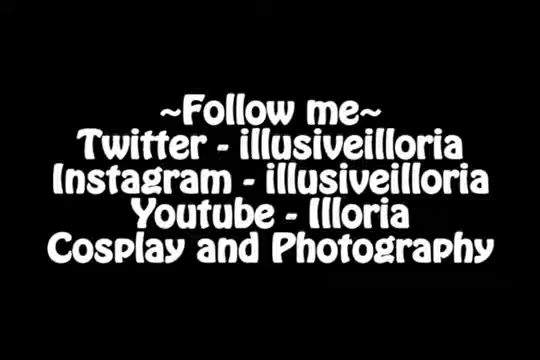 ~Follow me~
Twitter - illusiveilloria
Instagram - illusiveilloria
Youtube - Illoria
Cosplay and Photography